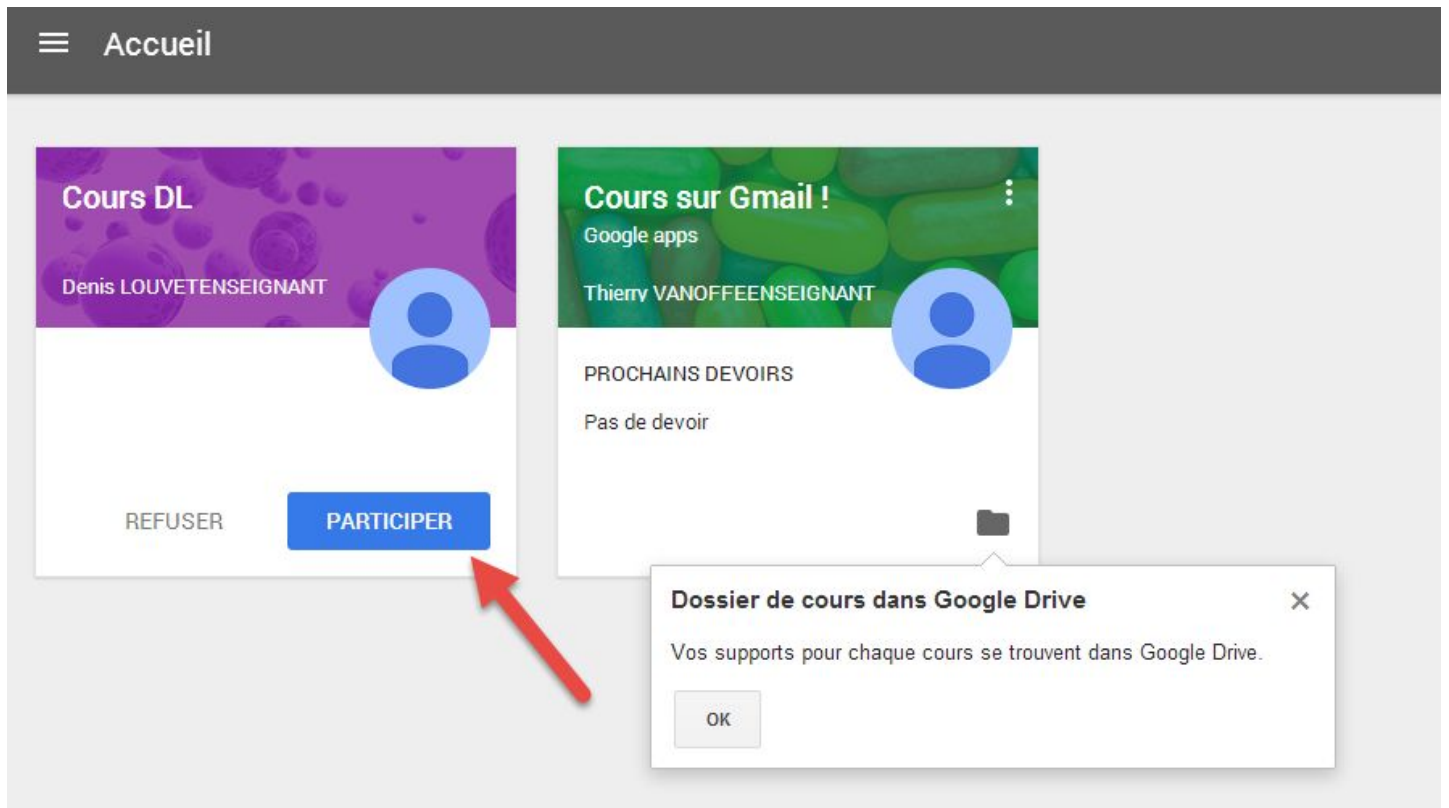 Accueil
Cours DL
Denis LOUVETENSEIGNANT
REFUSER
PARTICIPER
Cours sur Gmail !
Google apps
Thierry VANOFFEENSEIGNANT
PROCHAINS DEVOIRS
Pas de devoir
Dossier de cours dans Google Drive
Vos supports pour chaque cours se trouvent dans Google Drive.
OK